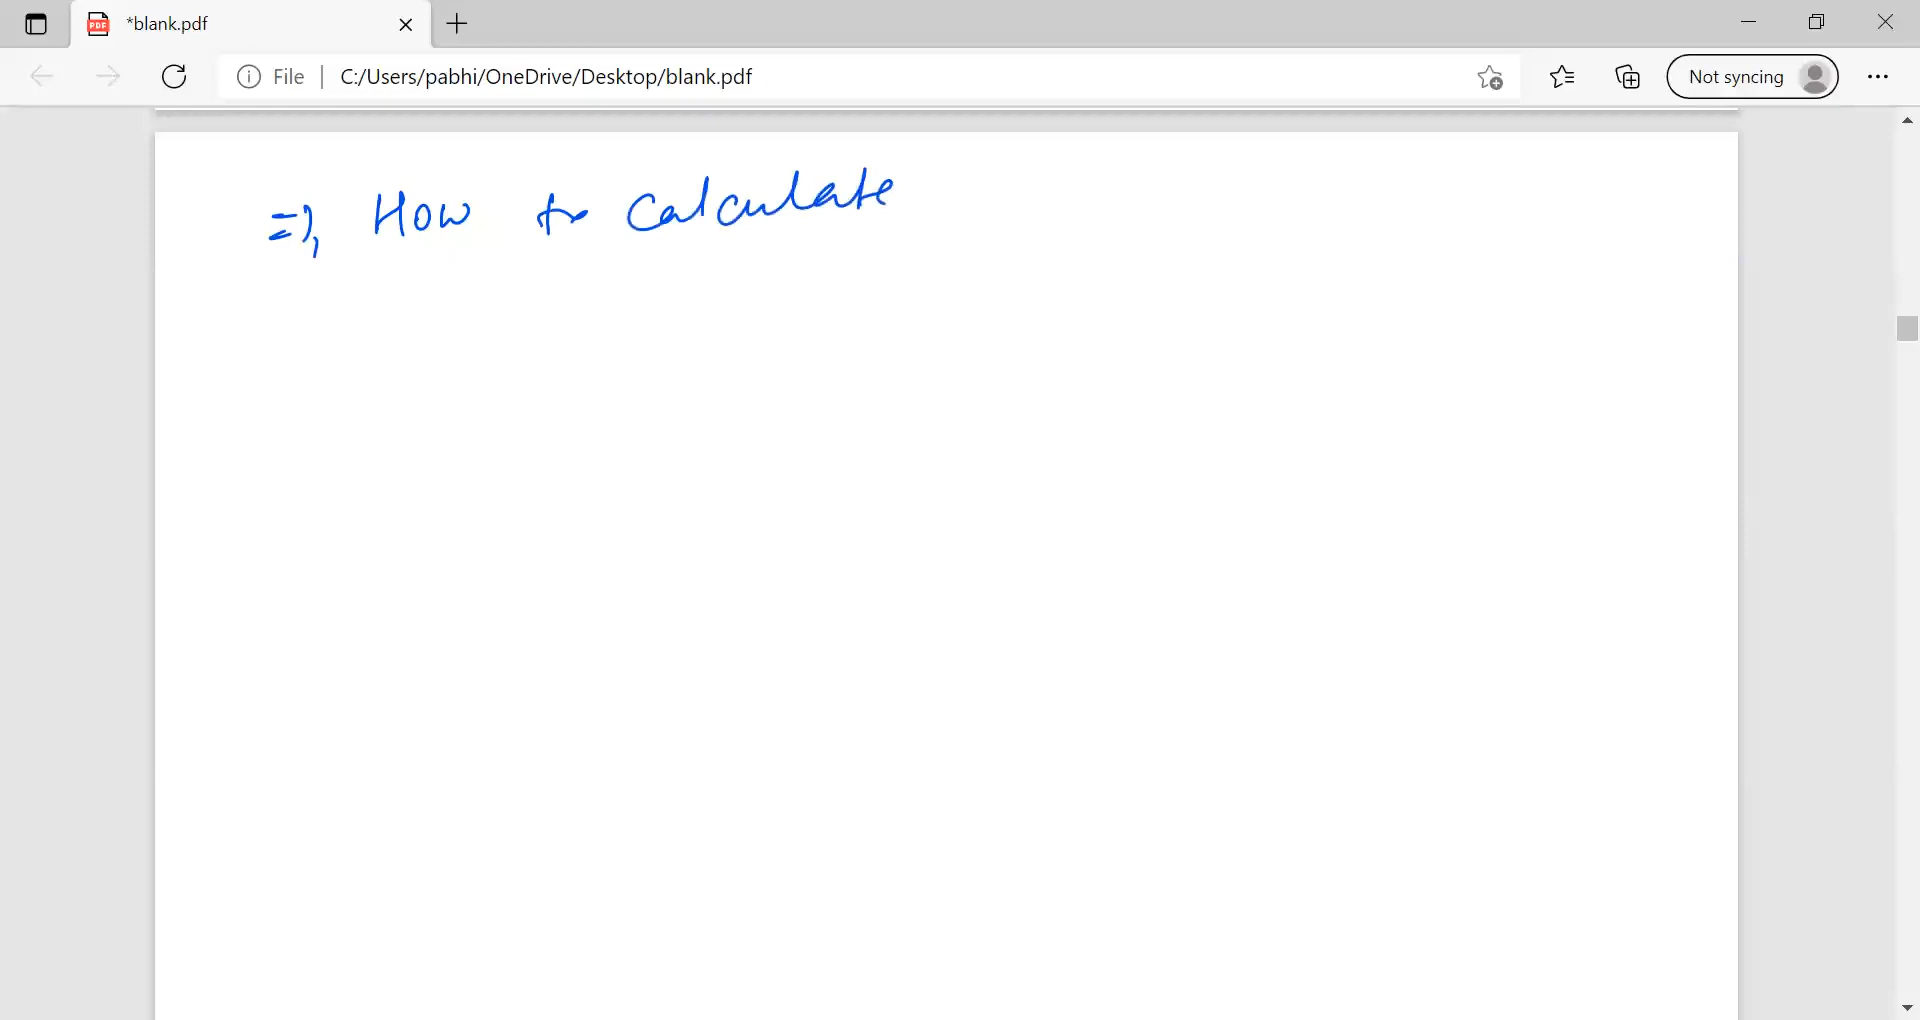 *blank.pdf
File | C:/Users/pabhi/OneDrive/Desktop/blank.pdf
Not syncing
=>, How to Calculate